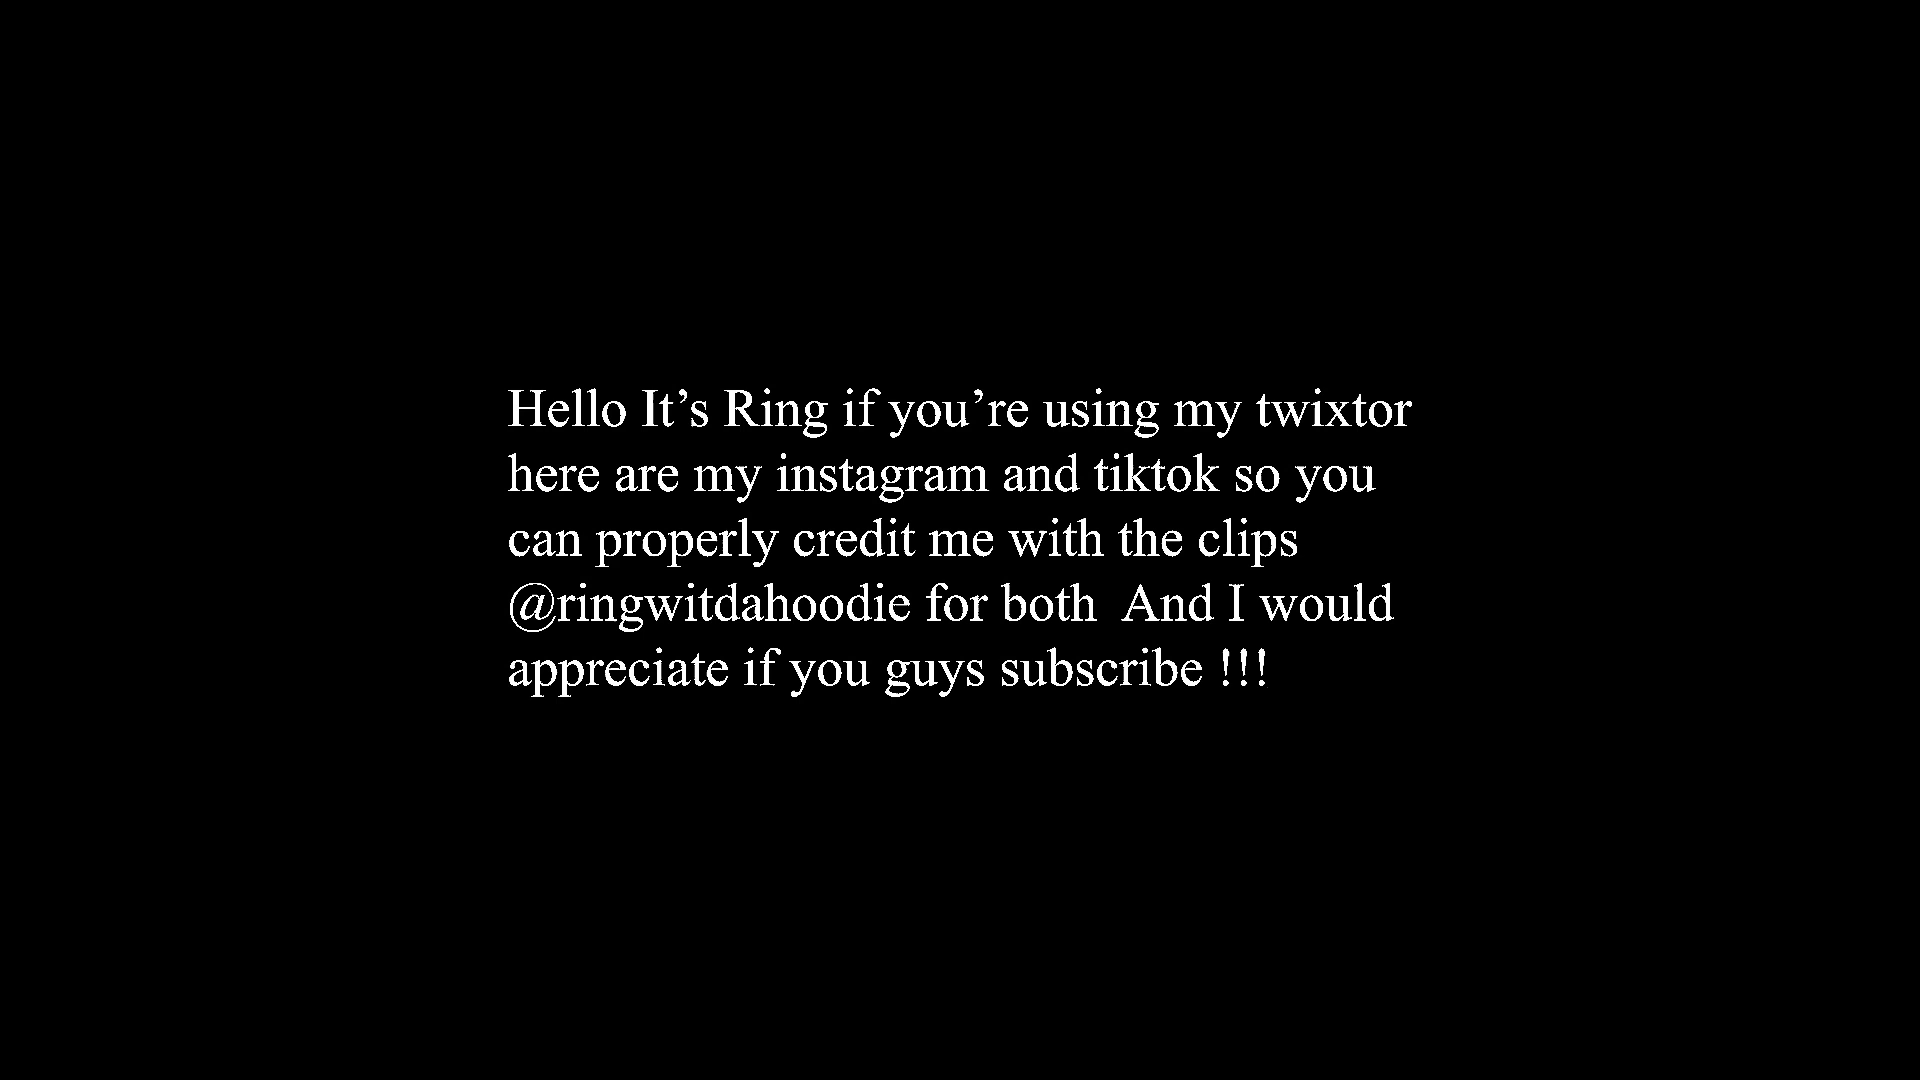 Hello It’s Ring if you’re using my twixtor
here are my instagram and tiktok so you
can properly credit me with the clips
@ringwitdahoodie for both  And I would
appreciate if you guys subscribe !!!